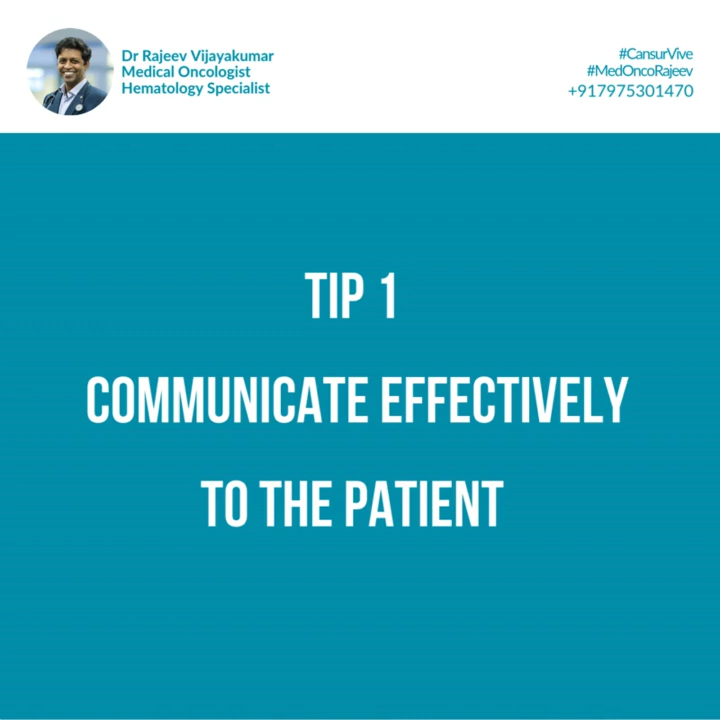 Dr Rajeev Vijayakumar
Medical Oncologist
Hematology Specialist
#CansurVive
#MedOncoRajeev
+917975301470
TIP 1
COMMUNICATE EFFECTIVELY
TO THE PATIENT